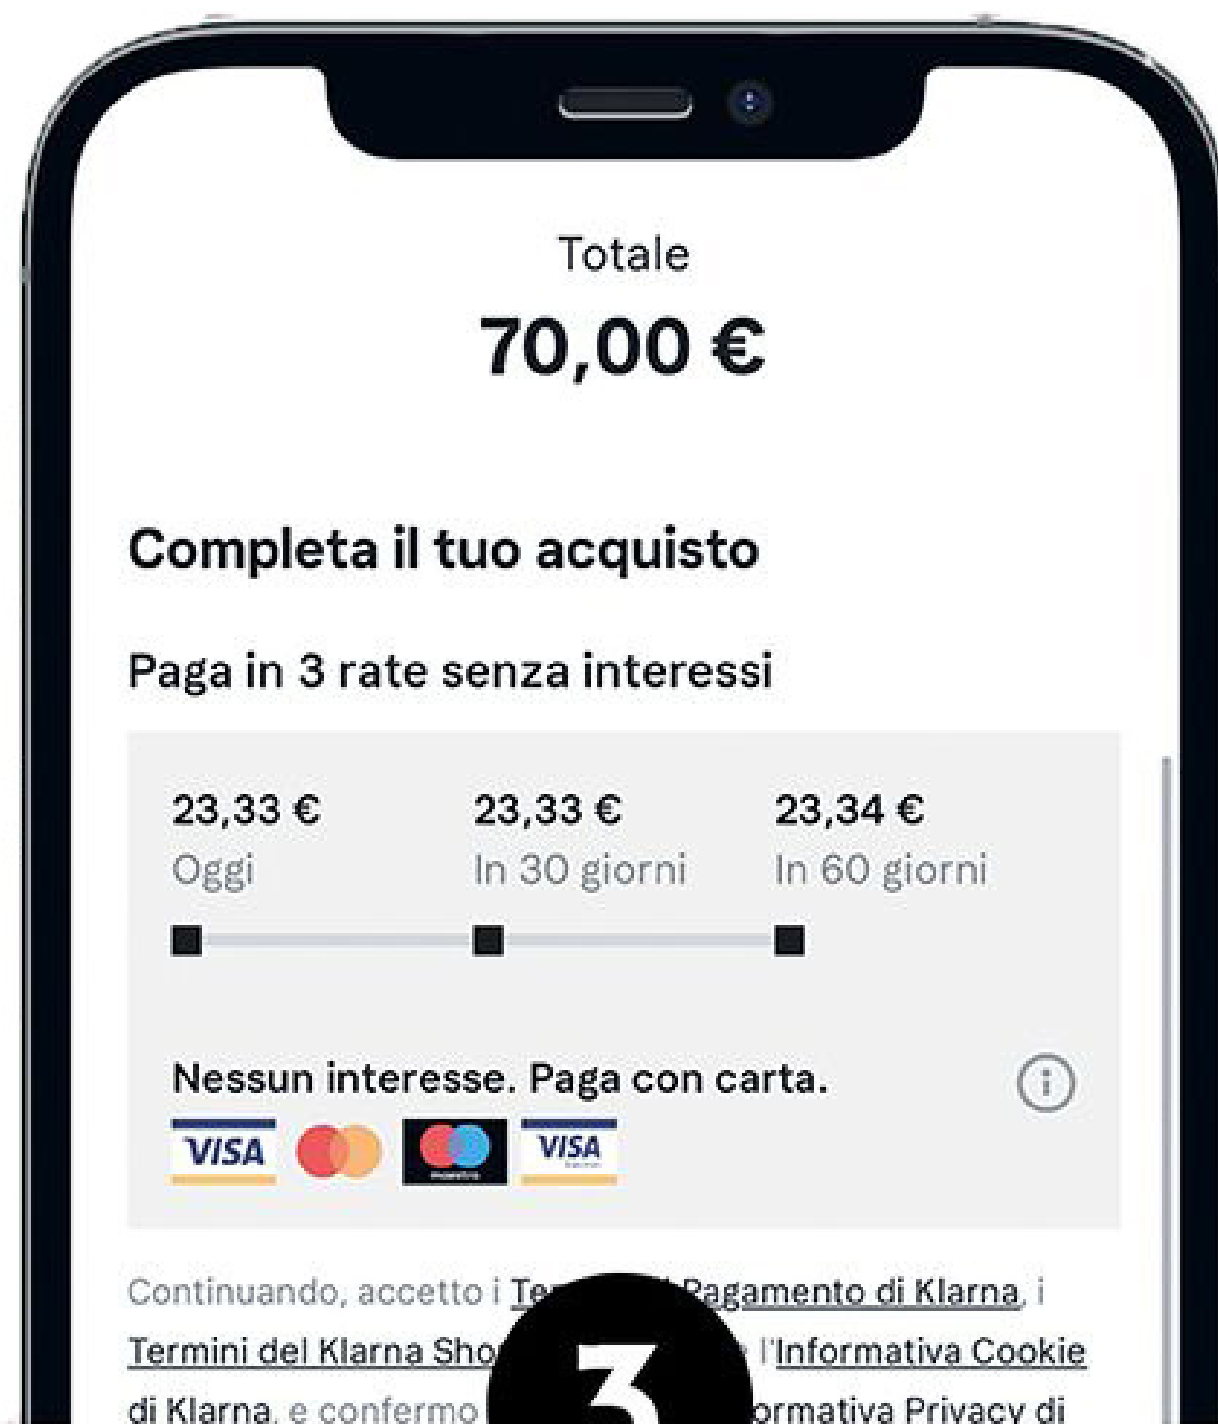 Totale
70,00 €
Completa il tuo acquisto
Paga in 3 rate senza interessi
23,33 € 23,33 € 23,34 €
Oggi In 30 giorni In 60 giorni
Nessun interesse. Paga con carta.
VISA maestro VISA
Continuando, accetto i Pagamento di Klarna, i
Termini del Klarna l'Informativa Cookie
di Klarna, e confermo Privacy di
3